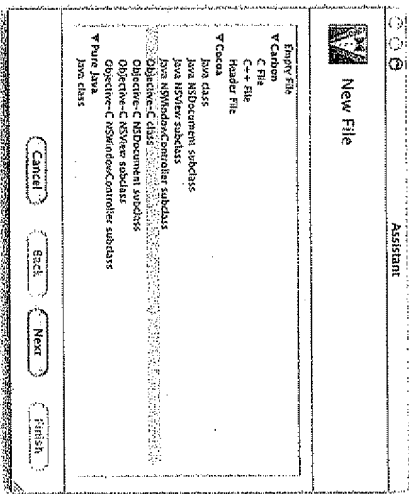 Assistant
New File
Empty File
▼ Carbon
C File
C++ File
Header File
▼ Cocoa
Java class
Java NSDocument subclass
Java NSView subclass
Java NSWindowController subclass
Objective-C class
Objective-C NSDocument subclass
Objective-C NSView subclass
Objective-C NSWindowController subclass
▼ Pure Java
Java class
Cancel
Back
Next
Finish